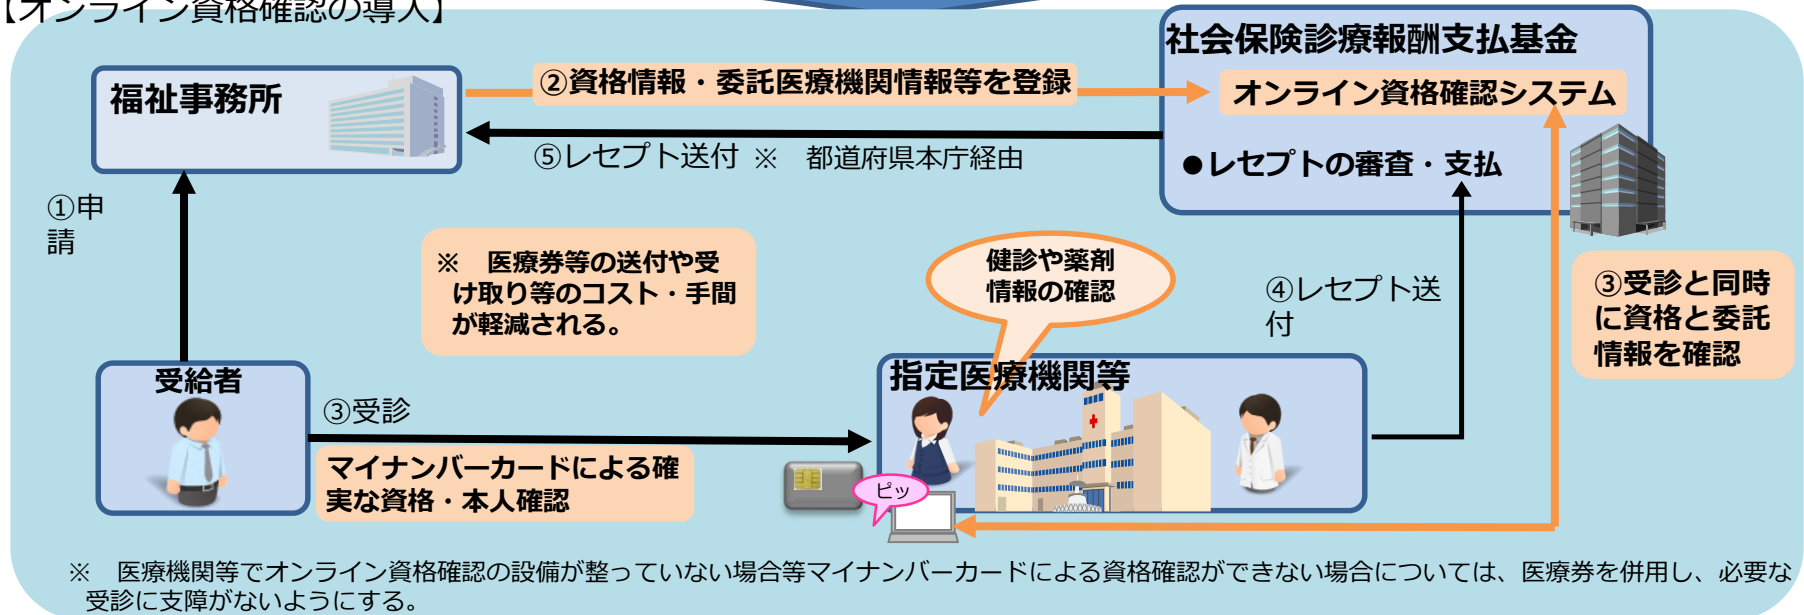 【オンライン資格確認の導入】
社会保険診療報酬支払基金
福祉事務所
②資格情報・委託医療機関情報等を登録
オンライン資格確認システム
⑤レセプト送付 ※　都道府県本庁経由
●レセプトの審査・支払
①申
請
※　医療券等の送付や受
け取り等のコスト・手間
が軽減される。
健診や薬剤
情報の確認
④レセプト送
付
③受診と同時
に資格と委託
情報を確認
受給者
③受診
マイナンバーカードによる確
実な資格・本人確認
指定医療機関等
ピッ
※　医療機関等でオンライン資格確認の設備が整っていない場合等マイナンバーカードによる資格確認ができない場合については、医療券を併用し、必要な
受診に支障がないようにする。